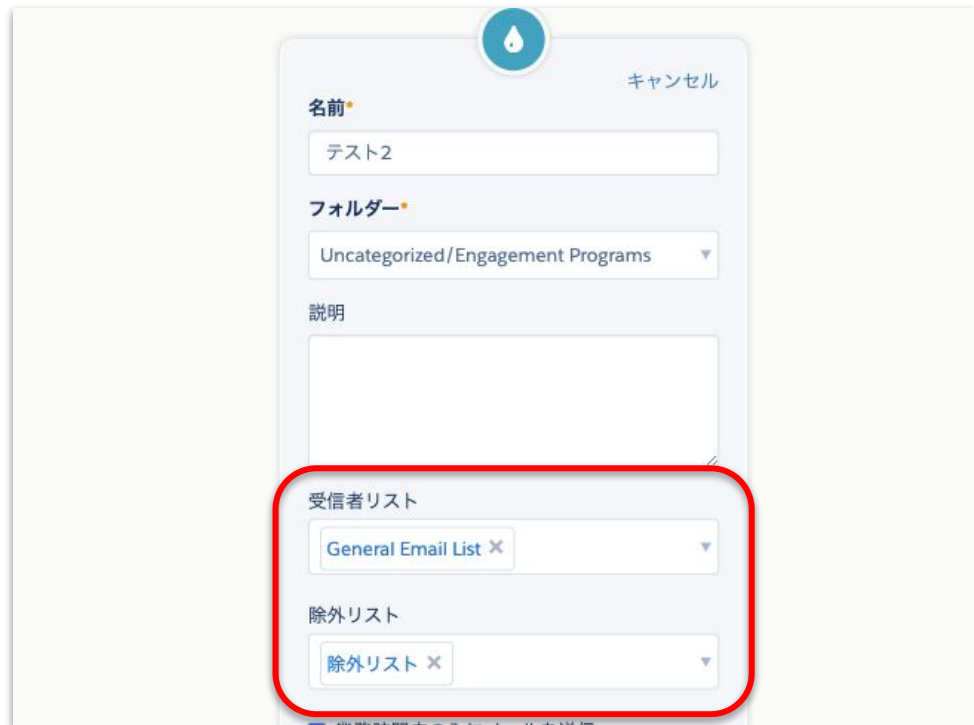 キャンセル
名前*
テスト2
フォルダー*
Uncategorized/Engagement Programs
説明
受信者リスト
General Email List ×
除外リスト
除外リスト ×